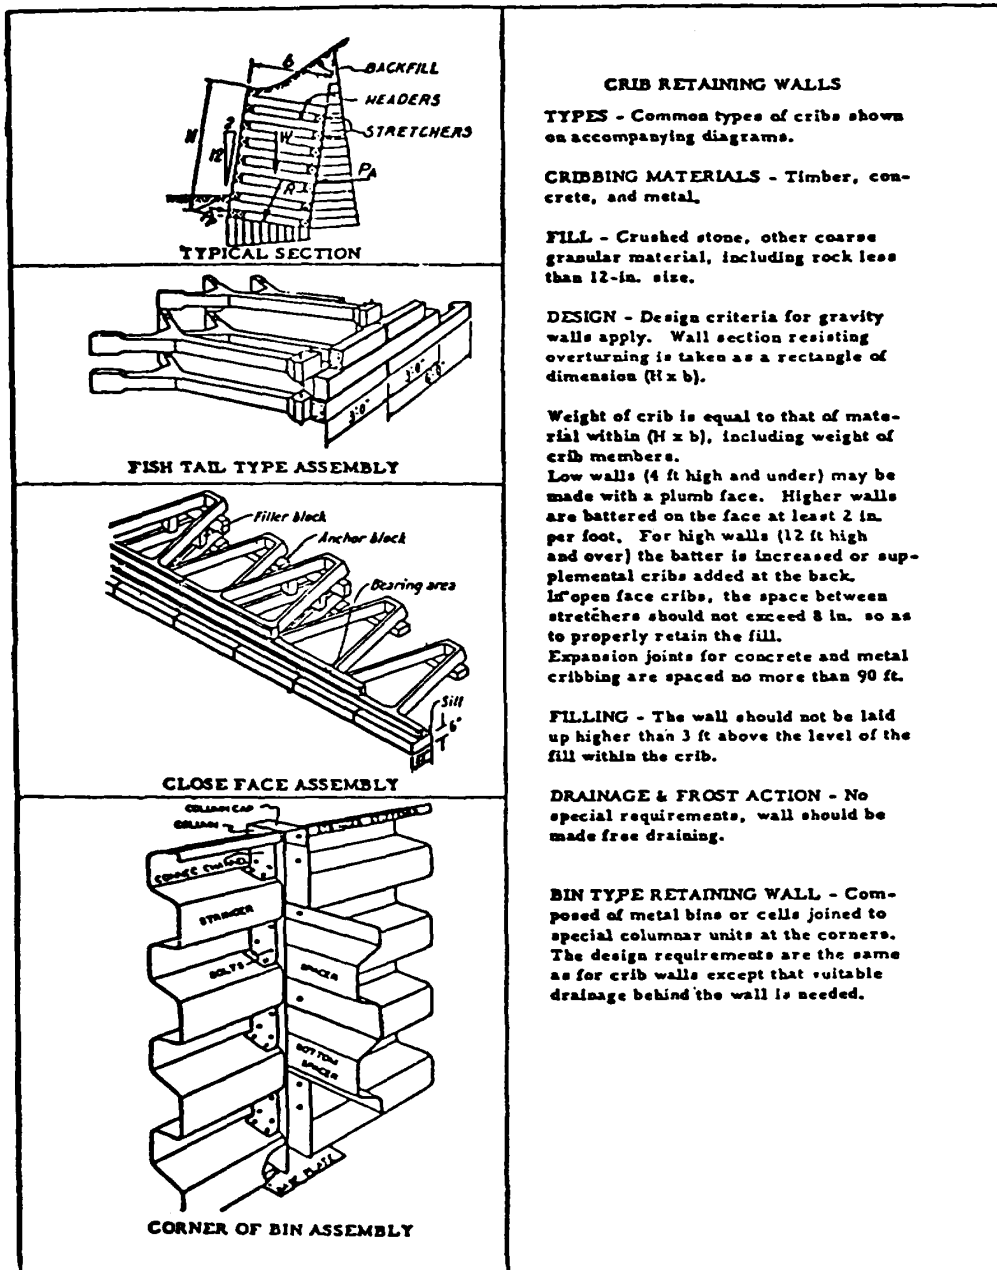 b
BACKFILL
HEADERS
STRETCHERS
H
2
12
W
PA
R
TYPICAL SECTION
3'0"
3'0"
6'0"
FISH TAIL TYPE ASSEMBLY
Filler block
Anchor block
Bearing area
Sill
6"
CLOSE FACE ASSEMBLY
COLUMN CAP
COLUMN
STRINGER
BOLTS
SPACER
BOTTOM
SPACER
CORNER OF BIN ASSEMBLY
CRIB RETAINING WALLS
TYPES - Common types of cribs shown
on accompanying diagrams.
CRIBBING MATERIALS - Timber, con-
crete, and metal.
FILL - Crushed stone, other coarse
granular material, including rock less
than 12-in. size.
DESIGN - Design criteria for gravity
walls apply. Wall section resisting
overturning is taken as a rectangle of
dimension (H x b).
Weight of crib is equal to that of mate-
rial within (H x b), including weight of
crib members.
Low walls (4 ft high and under) may be
made with a plumb face. Higher walls
are battered on the face at least 2 in.
per foot. For high walls (12 ft high
and over) the batter is increased or sup-
plemental cribs added at the back.
In open face cribs, the space between
stretchers should not exceed 8 in. so as
to properly retain the fill.
Expansion joints for concrete and metal
cribbing are spaced no more than 90 ft.
FILLING - The wall should not be laid
up higher than 3 ft above the level of the
fill within the crib.
DRAINAGE & FROST ACTION - No
special requirements, wall should be
made free draining.
BIN TYPE RETAINING WALL - Com-
posed of metal bins or cells joined to
special columnar units at the corners.
The design requirements are the same
as for crib walls except that suitable
drainage behind the wall is needed.